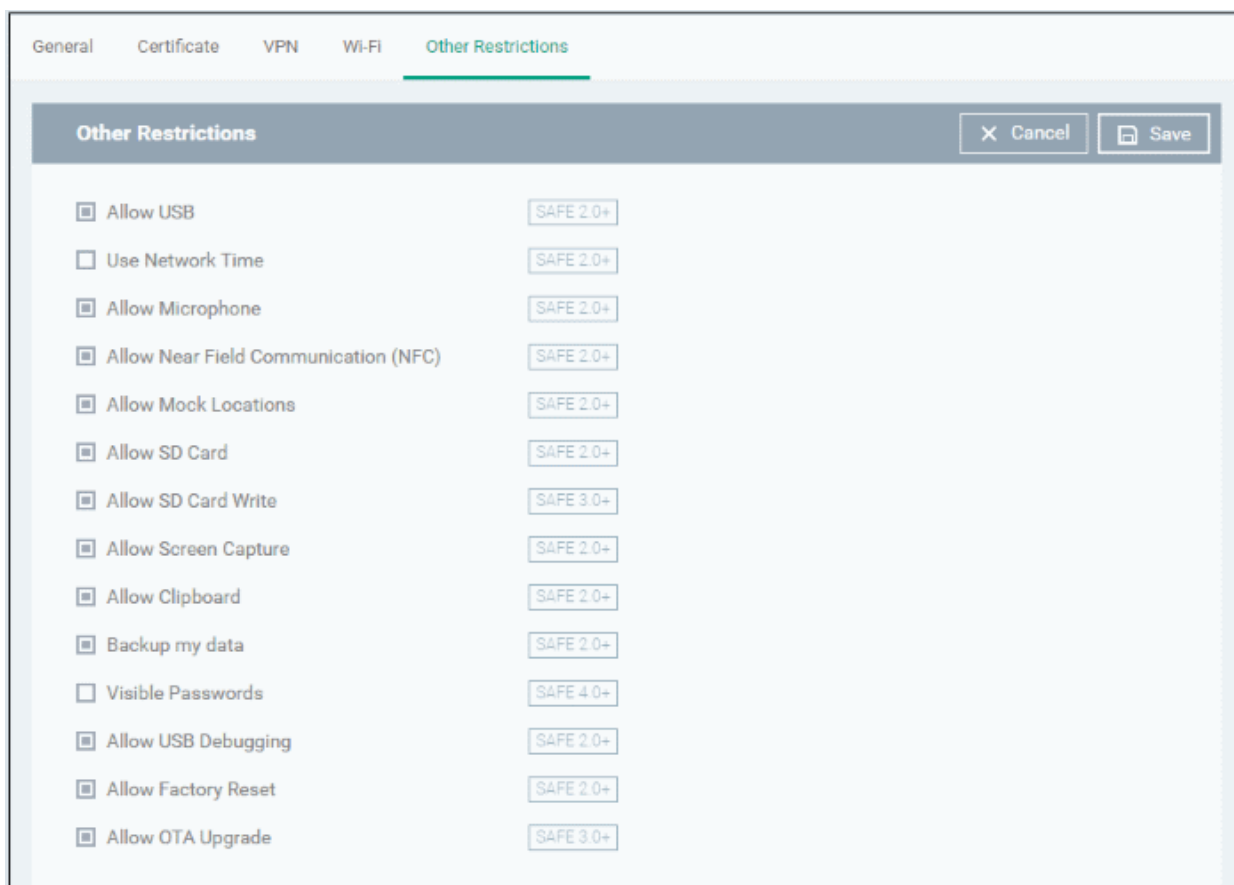 General Certificate VPN Wi-Fi Other Restrictions
Other Restrictions Cancel Save
Allow USB SAFE 2.0+
Use Network Time SAFE 2.0+
Allow Microphone SAFE 2.0+
Allow Near Field Communication (NFC) SAFE 2.0+
Allow Mock Locations SAFE 2.0+
Allow SD Card SAFE 2.0+
Allow SD Card Write SAFE 3.0+
Allow Screen Capture SAFE 2.0+
Allow Clipboard SAFE 2.0+
Backup my data SAFE 2.0+
Visible Passwords SAFE 4.0+
Allow USB Debugging SAFE 2.0+
Allow Factory Reset SAFE 2.0+
Allow OTA Upgrade SAFE 3.0+